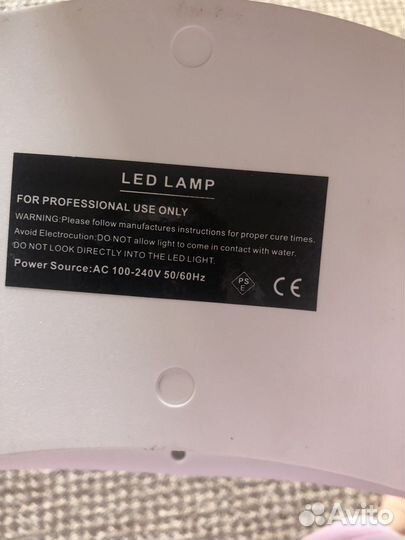 LED LAMP
FOR PROFESSIONAL USE ONLY
WARNING:Please follow manufactures instructions for proper cure times.
Avoid Electrocution:DO NOT allow light to come in contact with water.
DO NOT LOOK DIRECTLY INTO THE LED LIGHT.
Power Source:AC 100-240V 50/60Hz
PS
E
CE
Avito